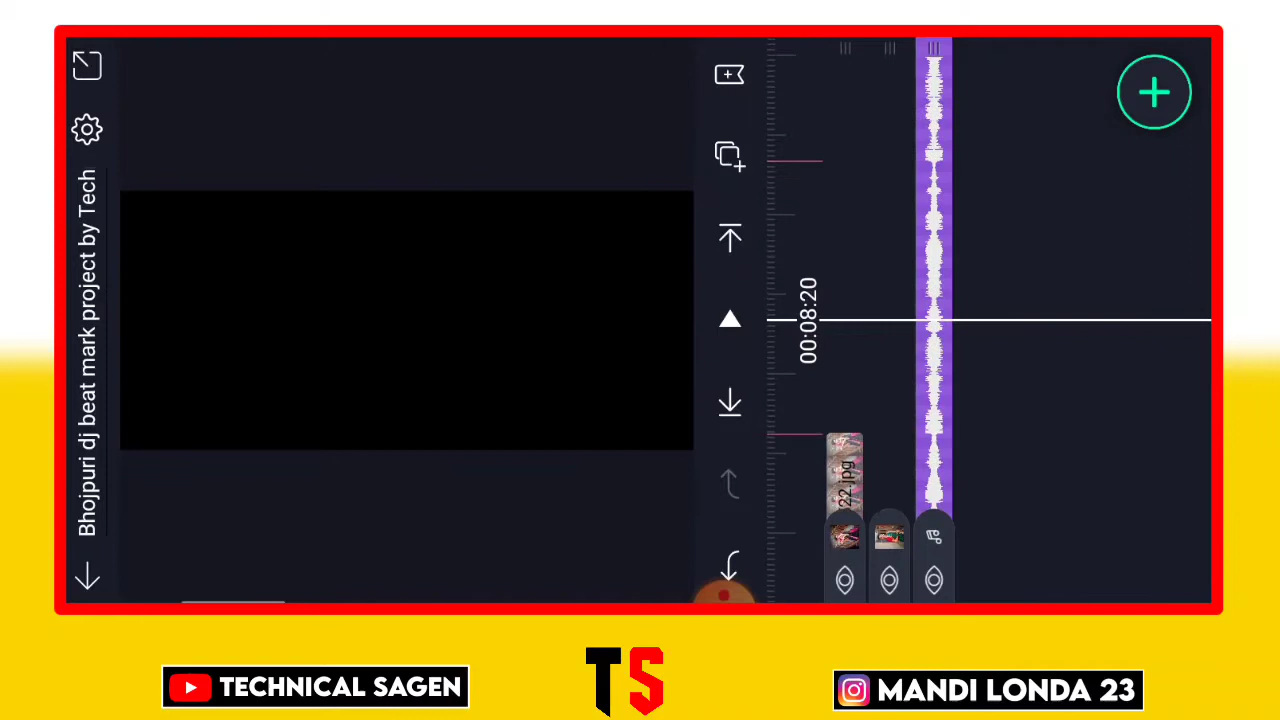 Bhojpuri dj beat mark project by Tech
00:08:20
22.jpg
TECHNICAL SAGEN
TS
MANDI LONDA 23